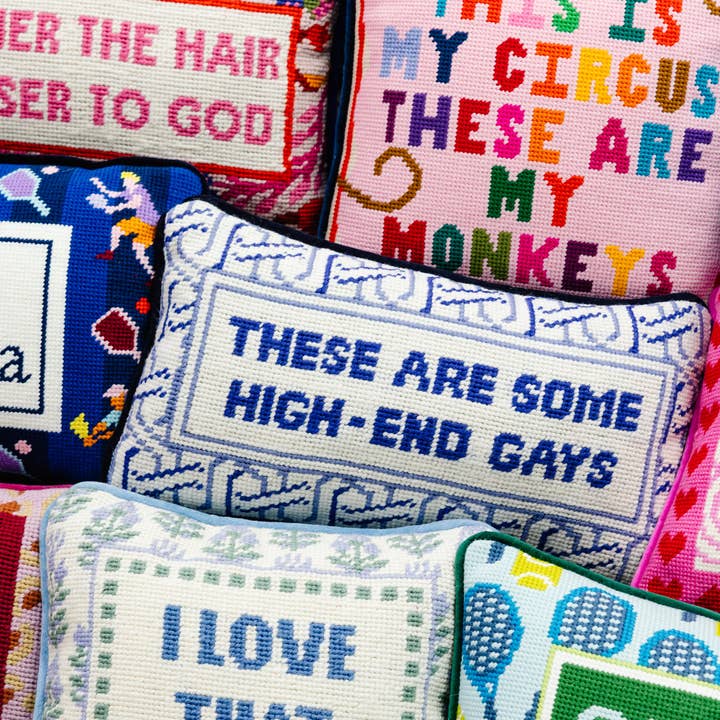 THE HAIR
TO GOD
THIS IS
MY CIRCUS
THESE ARE
MY
MONKEYS
a
THESE ARE SOME
HIGH-END GAYS
I LOVE
THAT